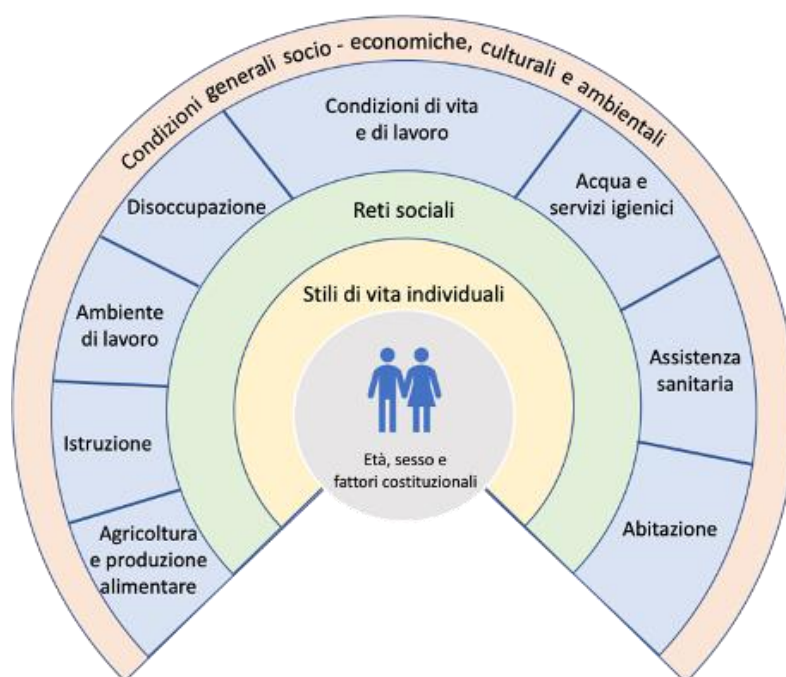 Condizioni generali socio - economiche, culturali e ambientali
Condizioni di vita
e di lavoro
Disoccupazione
Acqua e
servizi igienici
Reti sociali
Stili di vita individuali
Ambiente
di lavoro
Assistenza
sanitaria
Istruzione
Età, sesso e
fattori costituzionali
Agricoltura
e produzione
alimentare
Abitazione